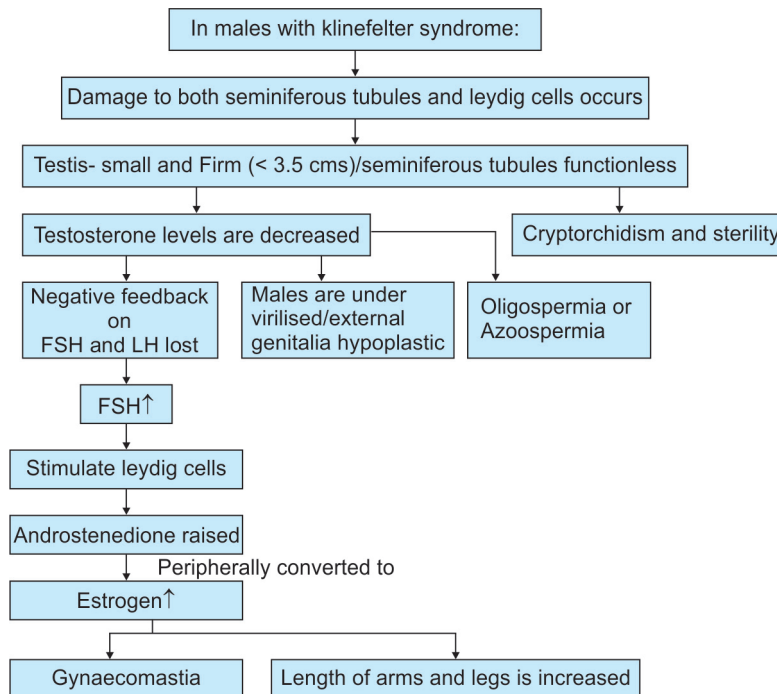 In males with klinefelter syndrome:
Damage to both seminiferous tubules and leydig cells occurs
Testis- small and Firm (< 3.5 cms)/seminiferous tubules functionless
Testosterone levels are decreased
Cryptorchidism and sterility
Negative feedback
on
FSH and LH lost
Males are under
virilised/external
genitalia hypoplastic
Oligospermia or
Azoospermia
FSH↑
Stimulate leydig cells
Androstenedione raised
Peripherally converted to
Estrogen↑
Gynaecomastia
Length of arms and legs is increased